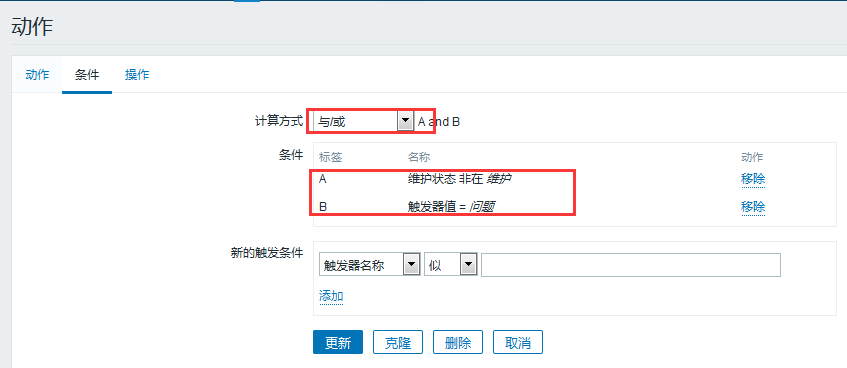 动作
动作 条件 操作
计算方式 与/或 A and B
条件 标签 名称 动作
A 维护状态 非在 维护 移除
B 触发器值 = 问题 移除
新的触发条件 触发器名称 似
添加
更新 克隆 删除 取消